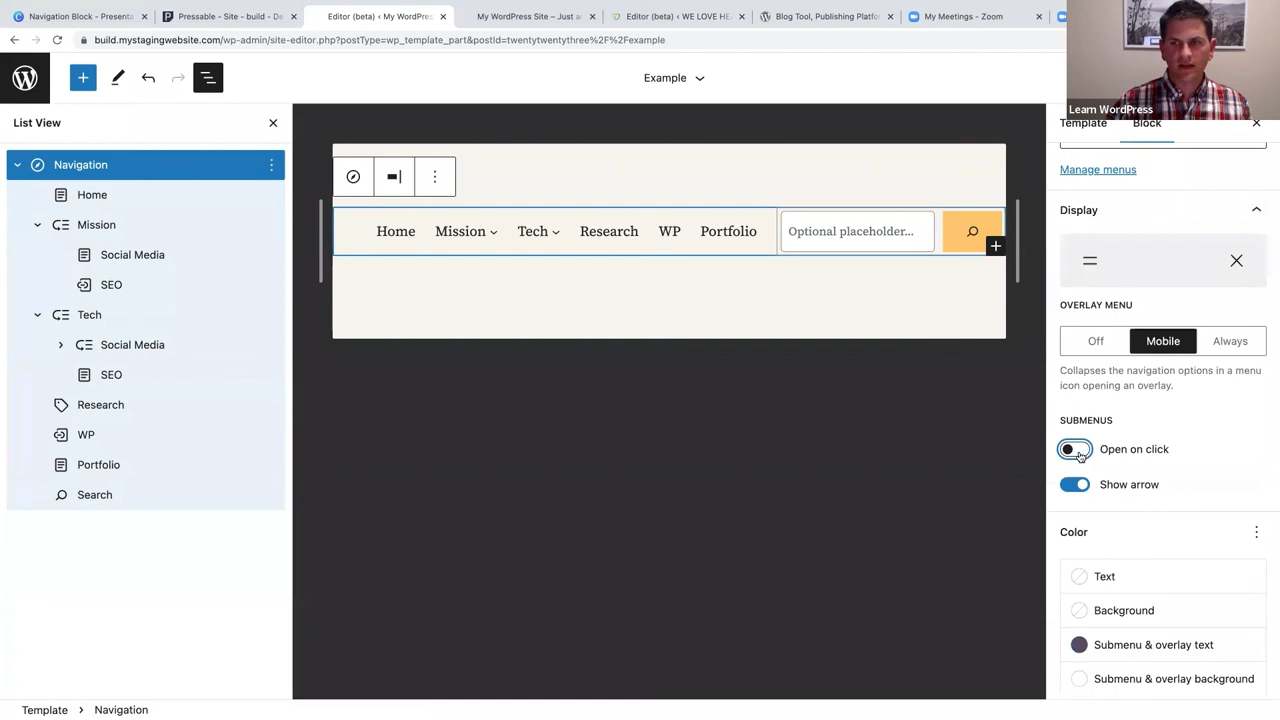 Navigation Block - Presenta
Pressable - Site - build - De
Editor (beta) ‹ My WordPres
My WordPress Site – Just a
Editor (beta) ‹ WE LOVE HE
Blog Tool, Publishing Platfo
My Meetings - Zoom
build.mystagingwebsite.com/wp-admin/site-editor.php?postType=wp_template_part&postId=twentytwentythree%2F%2Fexample
Example
Learn WordPress
List View
Navigation
Home
Mission
Social Media
SEO
Tech
Social Media
SEO
Research
WP
Portfolio
Search
Home Mission Tech Research WP Portfolio Optional placeholder...
Template Block
Manage menus
Display
OVERLAY MENU
Off Mobile Always
Collapses the navigation options in a menu
icon opening an overlay.
SUBMENUS
Open on click
Show arrow
Color
Text
Background
Submenu & overlay text
Submenu & overlay background
Template Navigation